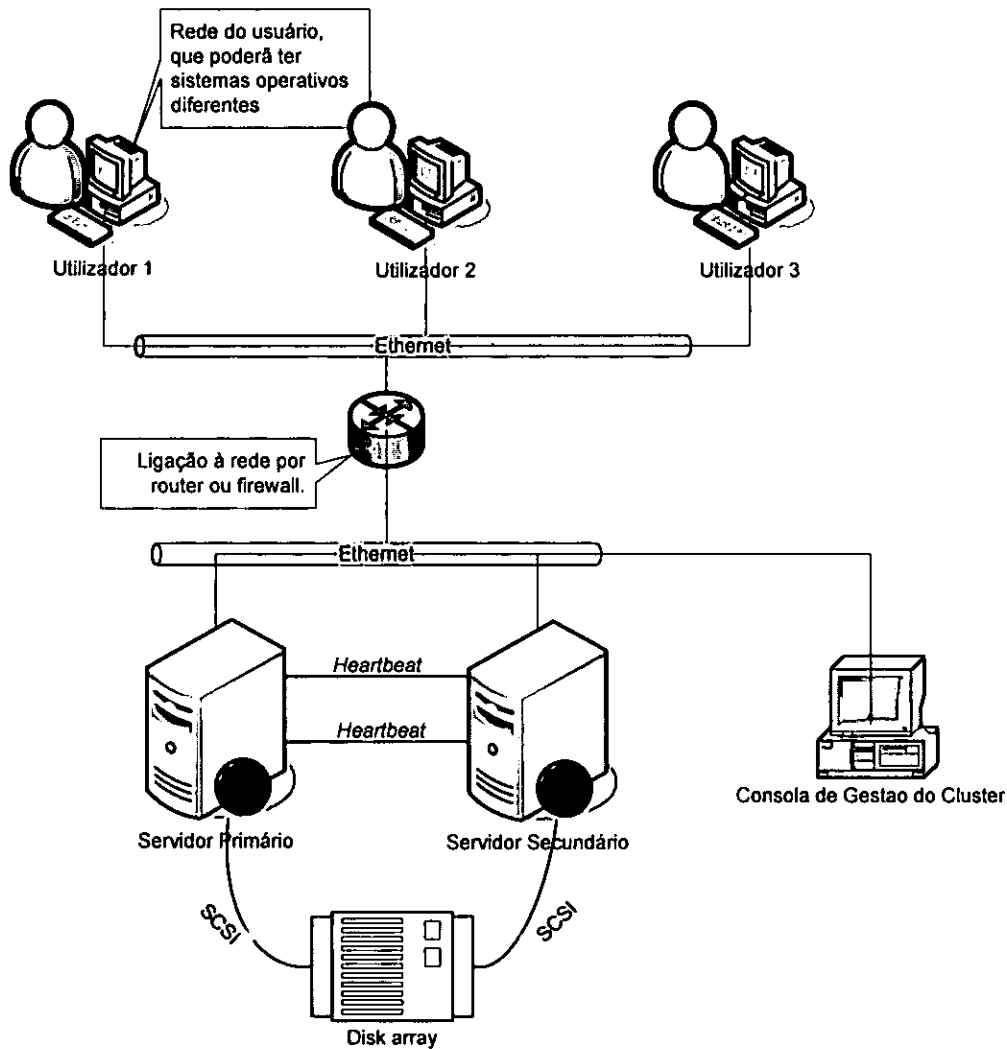 Rede do usuário,
que poderã ter
sistemas operativos
diferentes
Utilizador 1
Utilizador 2
Utilizador 3
Ethernet
Ligação à rede por
router ou firewall.
Ethernet
Heartbeat
Heartbeat
Servidor Primário
Servidor Secundário
Consola de Gestao do Cluster
SCSI
SCSI
Disk array